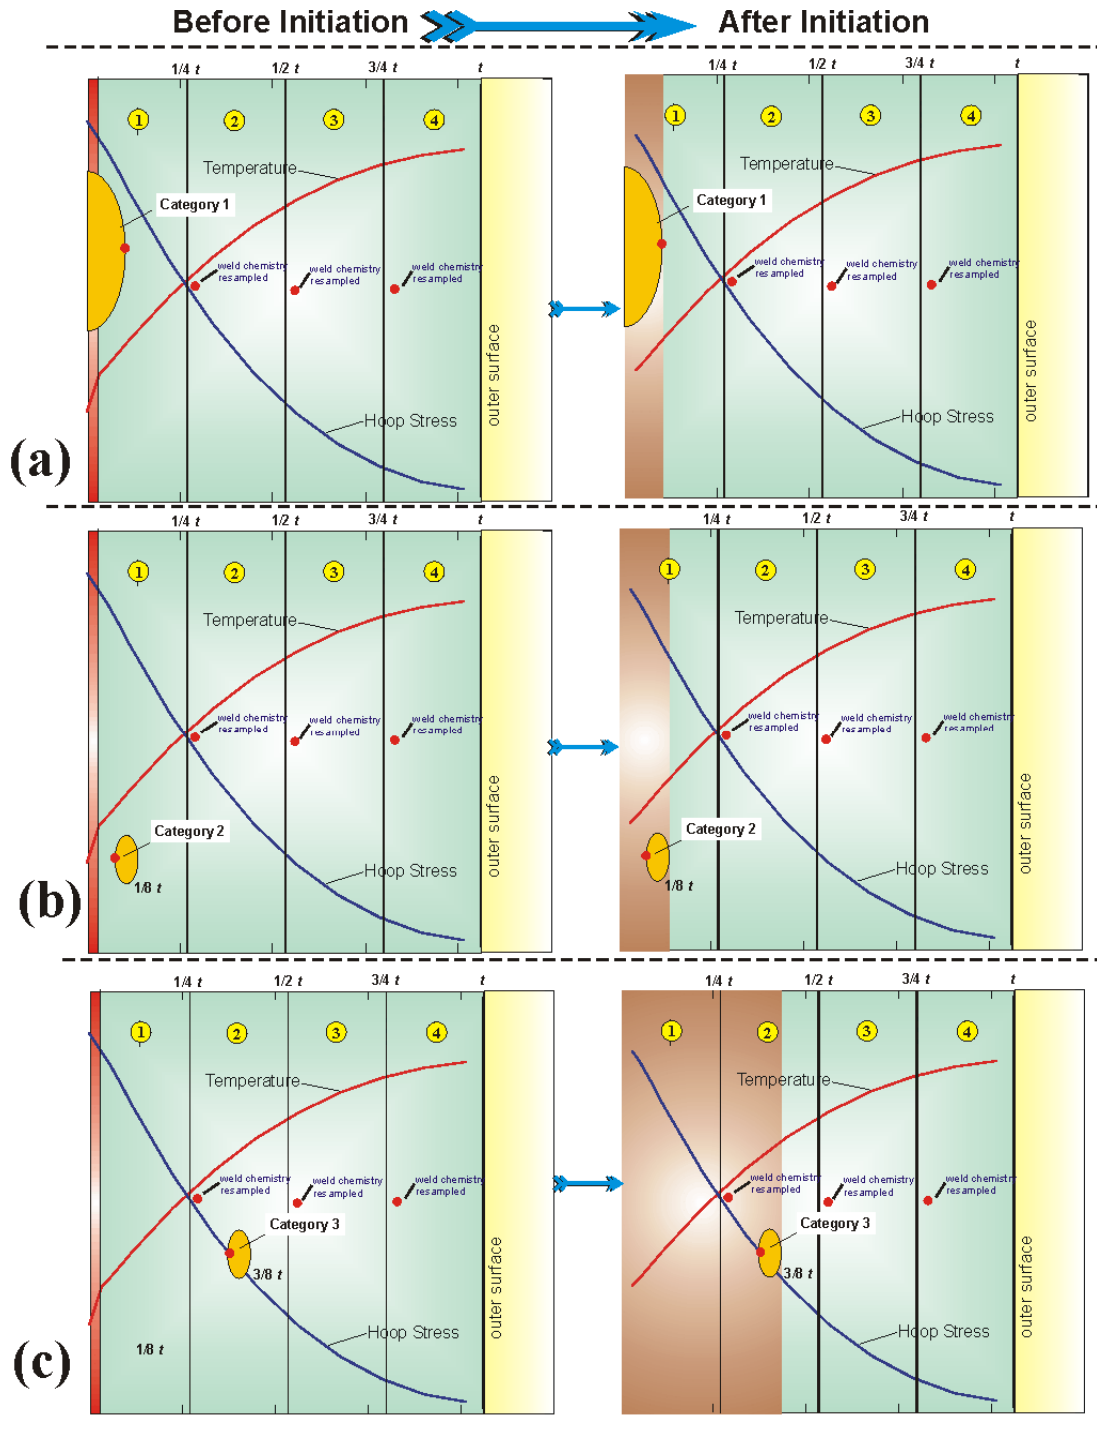 Before Initiation After Initiation
1/4 t 1/2 t 3/4 t t 1/4 t 1/2 t 3/4 t t
1 2 3 4 1 2 3 4
Temperature Temperature
Category 1 Category 1
weld chemistry resampled weld chemistry resampled weld chemistry resampled
weld chemistry resampled weld chemistry resampled weld chemistry resampled
outer surface outer surface
Hoop Stress Hoop Stress
(a)
1/4 t 1/2 t 3/4 t t 1/4 t 1/2 t 3/4 t t
1 2 3 4 1 2 3 4
Temperature Temperature
weld chemistry resampled weld chemistry resampled weld chemistry resampled
weld chemistry resampled weld chemistry resampled weld chemistry resampled
Category 2 Category 2
outer surface outer surface
Hoop Stress Hoop Stress
1/8 t 1/8 t
(b)
1/4 t 1/2 t 3/4 t t 1/4 t 1/2 t 3/4 t t
1 2 3 4 1 2 3 4
Temperature Temperature
weld chemistry resampled weld chemistry resampled weld chemistry resampled
weld chemistry resampled weld chemistry resampled weld chemistry resampled
Category 3 Category 3
3/8 t 3/8 t
outer surface outer surface
Hoop Stress Hoop Stress
1/8 t
(c)